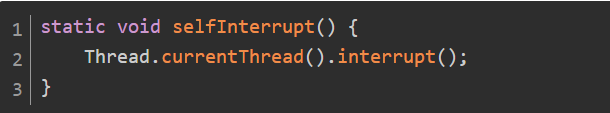 1 static void selfInterrupt() {
2     Thread.currentThread().interrupt();
3 }